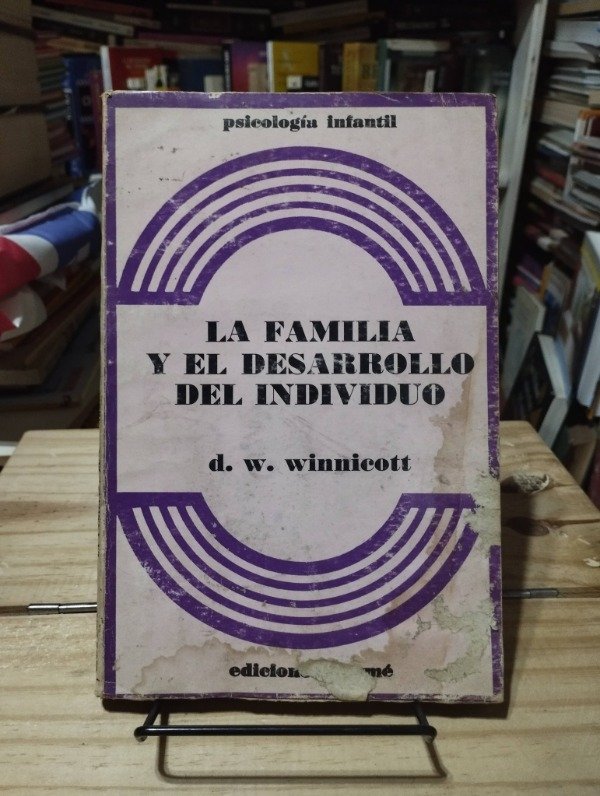 psicología infantil
LA FAMILIA
Y EL DESARROLLO
DEL INDIVIDUO
d. w. winnicott